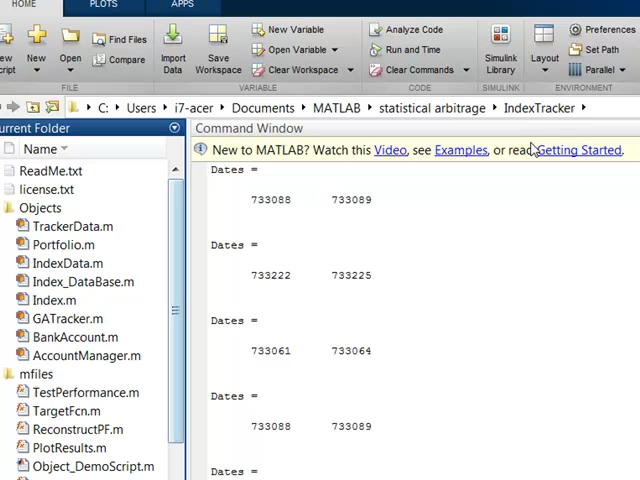 HOME PLOTS APPS
New
Open
Find Files
Compare
Import Data
Save Workspace
New Variable
Open Variable
Clear Workspace
Analyze Code
Run and Time
Clear Commands
Simulink Library
Layout
Preferences
Set Path
Parallel
FILE VARIABLE CODE SIMULINK ENVIRONMENT
C: Users i7-acer Documents MATLAB statistical arbitrage IndexTracker
urrent Folder
Name
ReadMe.txt
license.txt
Objects
TrackerData.m
Portfolio.m
IndexData.m
Index_DataBase.m
Index.m
GATracker.m
BankAccount.m
AccountManager.m
mfiles
TestPerformance.m
TargetFcn.m
ReconstructPF.m
PlotResults.m
Object_DemoScript.m
Command Window
New to MATLAB? Watch this Video, see Examples, or read Getting Started.
Dates =
733088 733089
Dates =
733222 733225
Dates =
733061 733064
Dates =
733088 733089
Dates =